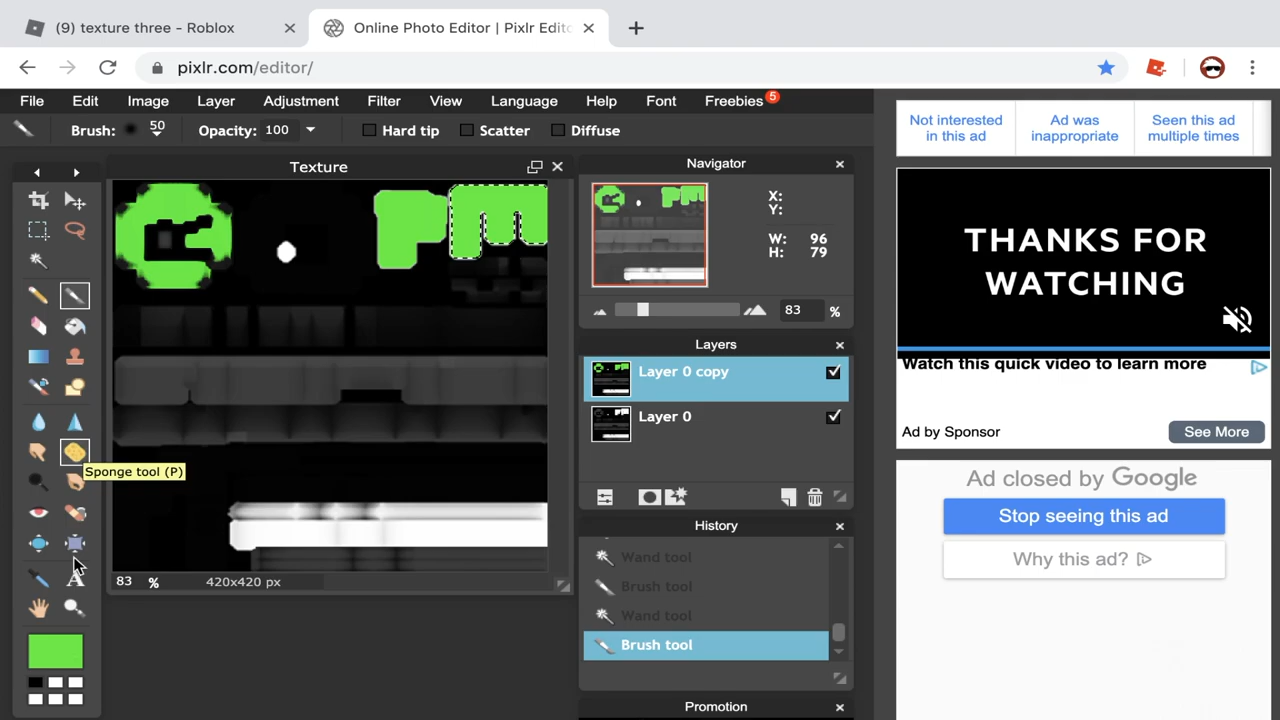 (9) texture three - Roblox
Online Photo Editor | Pixlr Edito
pixlr.com/editor/
File Edit Image Layer Adjustment Filter View Language Help Font Freebies 5
Brush: 50 Opacity: 100 Hard tip Scatter Diffuse
Texture
Sponge tool (P)
A
83 % 420x420 px
Navigator
X:
Y:
W: 96
H: 79
83 %
Layers
Layer 0 copy
Layer 0
History
Wand tool
Brush tool
Wand tool
Brush tool
Promotion
Not interested in this ad
Ad was inappropriate
Seen this ad multiple times
THANKS FOR
WATCHING
Watch this quick video to learn more
Ad by Sponsor
See More
Ad closed by Google
Stop seeing this ad
Why this ad?